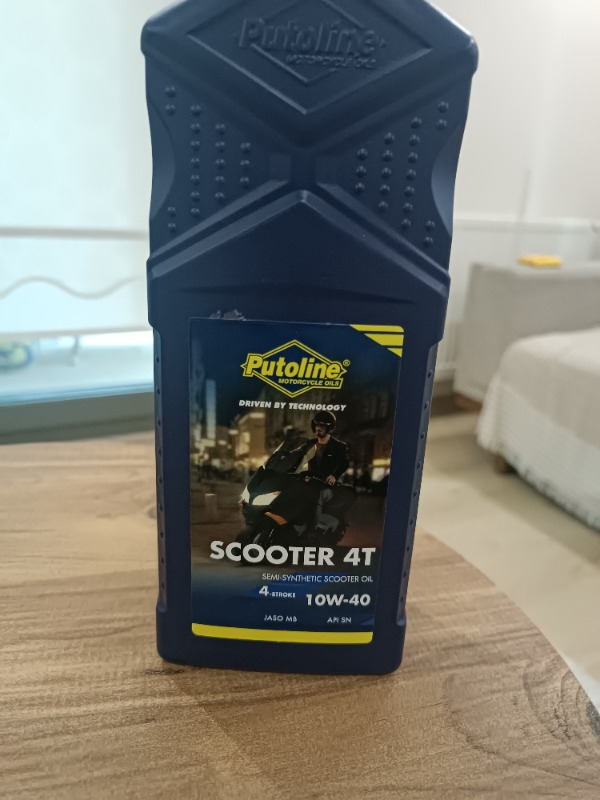 Putoline
MOTORCYCLE OILS
Putoline®
MOTORCYCLE OILS
DRIVEN BY TECHNOLOGY
SCOOTER 4T
SEMI-SYNTHETIC SCOOTER OIL
4-STROKE 10W-40
JASO MB API SN